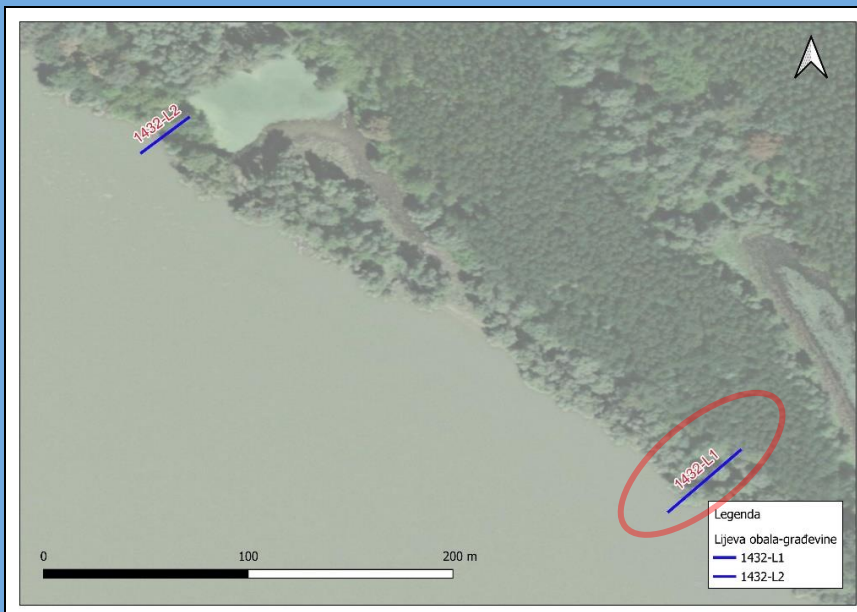 1432-L2
1432-L1
Legenda
Lijeva obala-građevine
1432-L1
1432-L2
0 100 200 m